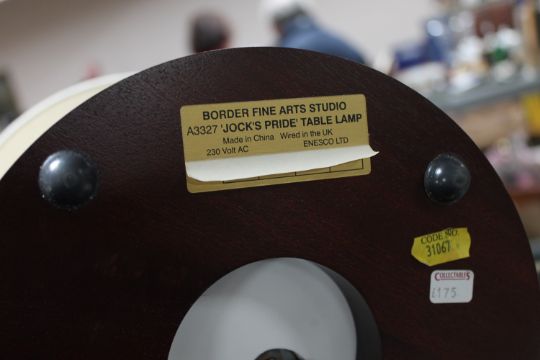 BORDER FINE ARTS STUDIO
A3327 'JOCK'S PRIDE' TABLE LAMP
Made in China Wired in the UK
230 Volt AC ENESCO LTD
CODE NO.
31067
COLLECTABLES
£175